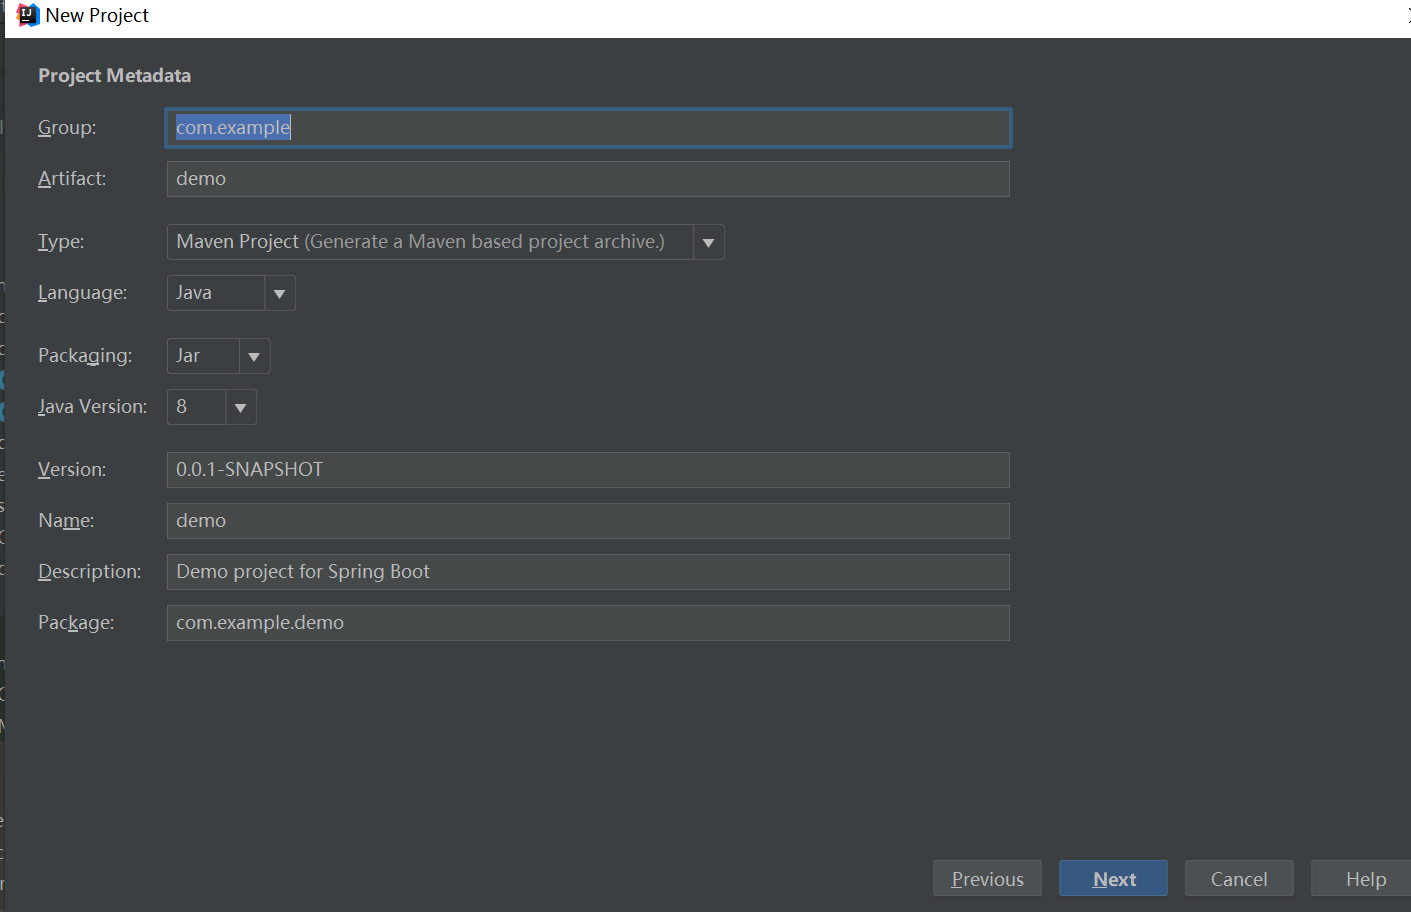 New Project
Project Metadata
Group: com.example
Artifact: demo
Type: Maven Project (Generate a Maven based project archive.)
Language: Java
Packaging: Jar
Java Version: 8
Version: 0.0.1-SNAPSHOT
Name: demo
Description: Demo project for Spring Boot
Package: com.example.demo
Previous Next Cancel Help